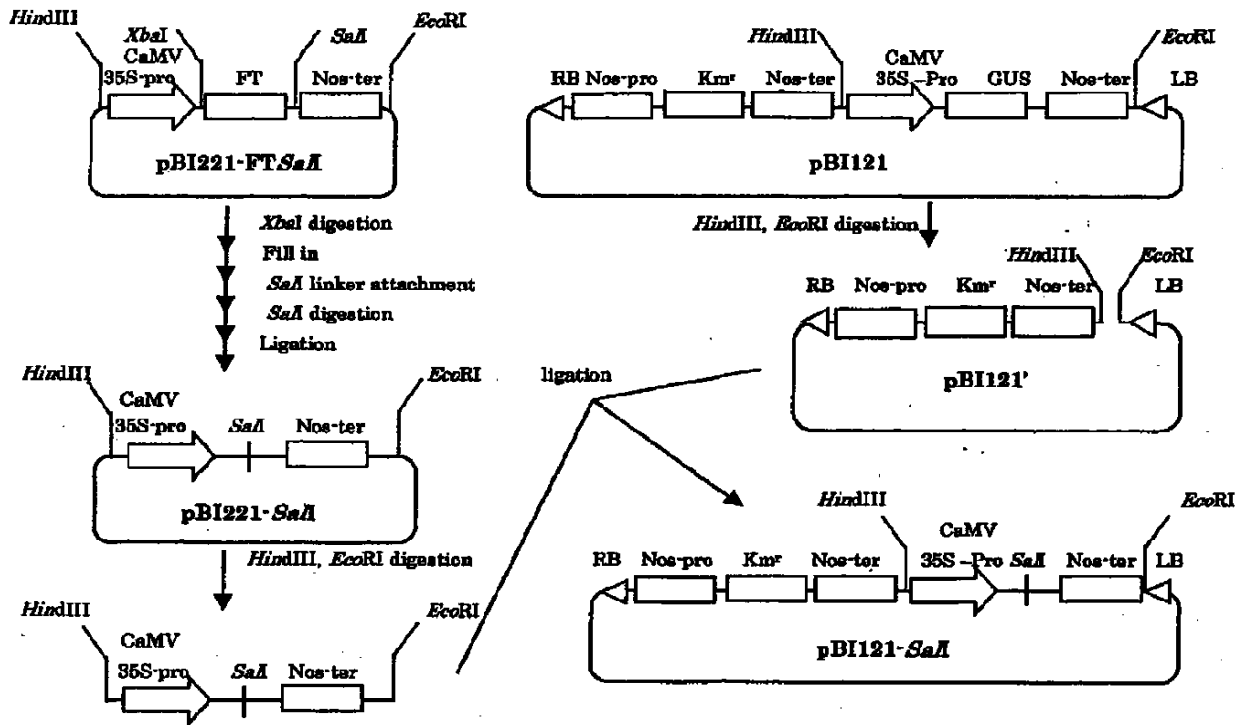 HindIII
XbaI
SalI
EcoRI
CaMV
35S-pro
FT
Nos-ter
pBI221-FTSalI
XbaI digestion
Fill in
SalI linker attachment
SalI digestion
Ligation
HindIII
EcoRI
CaMV
35S-pro
SalI
Nos-ter
pBI221-SalI
HindIII, EcoRI digestion
HindIII
EcoRI
CaMV
35S-pro
SalI
Nos-ter
HindIII
EcoRI
RB Nos-pro
Kmʳ
Nos-ter
CaMV
35S-Pro
GUS
Nos-ter
LB
pBI121
HindIII, EcoRI digestion
HindIII
EcoRI
RB
Nos-pro
Kmʳ
Nos-ter
LB
pBI121'
ligation
HindIII
EcoRI
RB
Nos-pro
Kmʳ
Nos-ter
CaMV
35S-Pro
SalI
Nos-ter
LB
pBI121-SalI